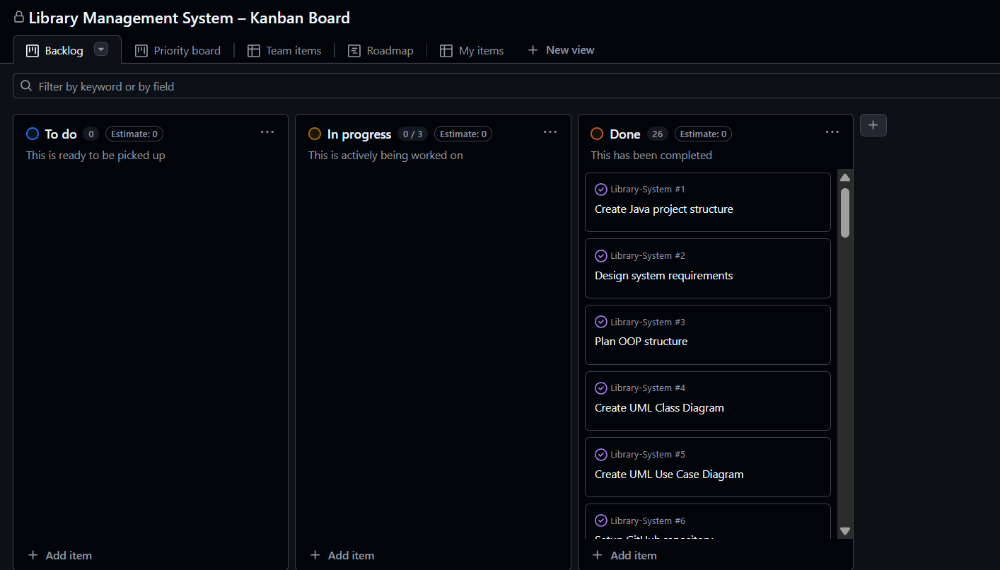 Library Management System – Kanban Board
Backlog
Priority board
Team items
Roadmap
My items
New view
Filter by keyword or by field
To do 0 Estimate: 0
This is ready to be picked up
Add item
In progress 0 / 3 Estimate: 0
This is actively being worked on
Add item
Done 26 Estimate: 0
This has been completed
Library-System #1
Create Java project structure
Library-System #2
Design system requirements
Library-System #3
Plan OOP structure
Library-System #4
Create UML Class Diagram
Library-System #5
Create UML Use Case Diagram
Library-System #6
Setup GitHub repository
Add item